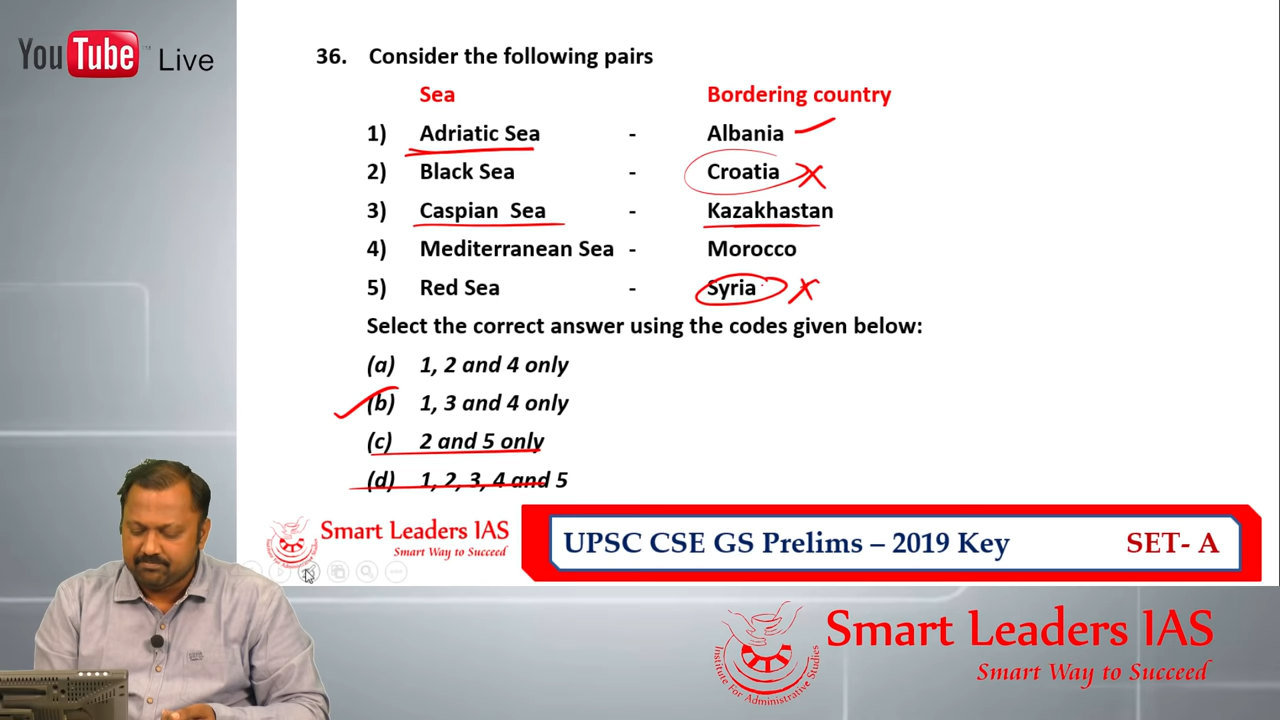 YouTube Live
36. Consider the following pairs
Sea Bordering country
1) Adriatic Sea - Albania
2) Black Sea - Croatia
3) Caspian Sea - Kazakhastan
4) Mediterranean Sea - Morocco
5) Red Sea - Syria
Select the correct answer using the codes given below:
(a) 1, 2 and 4 only
(b) 1, 3 and 4 only
(c) 2 and 5 only
(d) 1, 2, 3, 4 and 5
Smart Leaders IAS
Smart Way to Succeed
UPSC CSE GS Prelims – 2019 Key SET- A
Institute For Administrative Studies
Smart Leaders IAS
Smart Way to Succeed